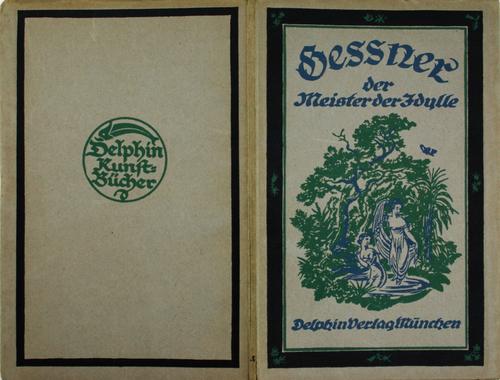 Delphin
Kunst-
Bücher
Gessner
der
Meister der Idylle
Delphin Verlag München